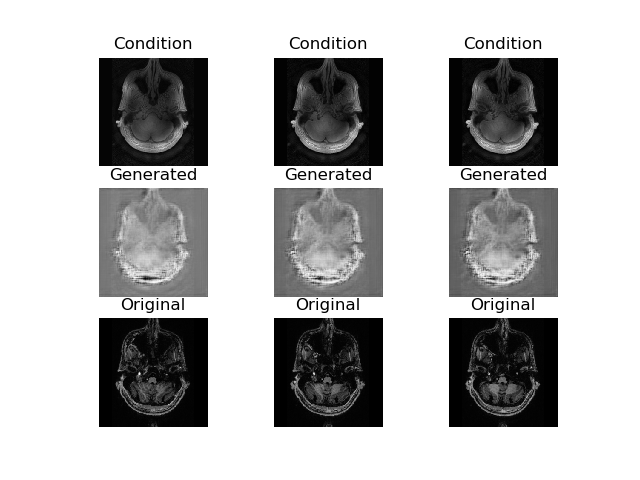 Condition Condition Condition
Generated Generated Generated
Original Original Original